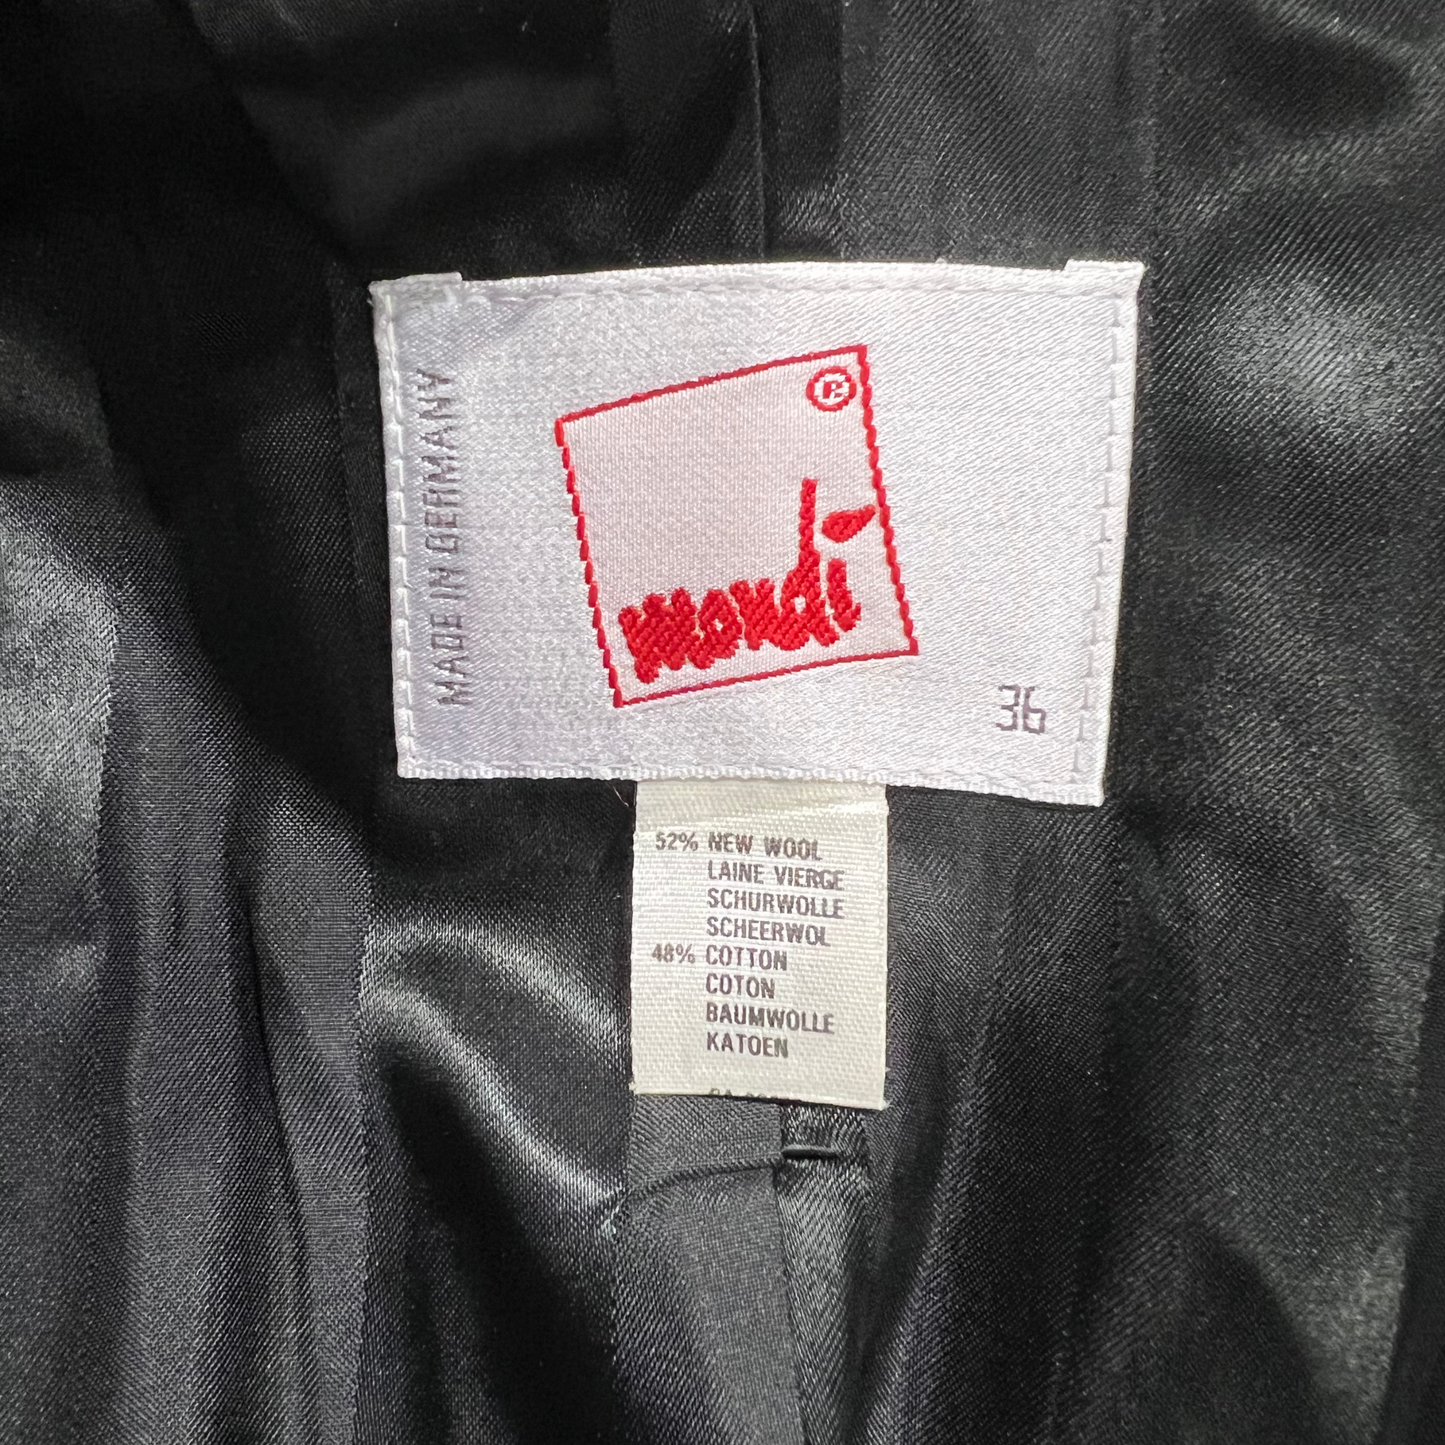 MADE IN GERMANY
®
mondi
36
52% NEW WOOL
LAINE VIERGE
SCHURWOLLE
SCHEERWOL
48% COTTON
COTON
BAUMWOLLE
KATOEN